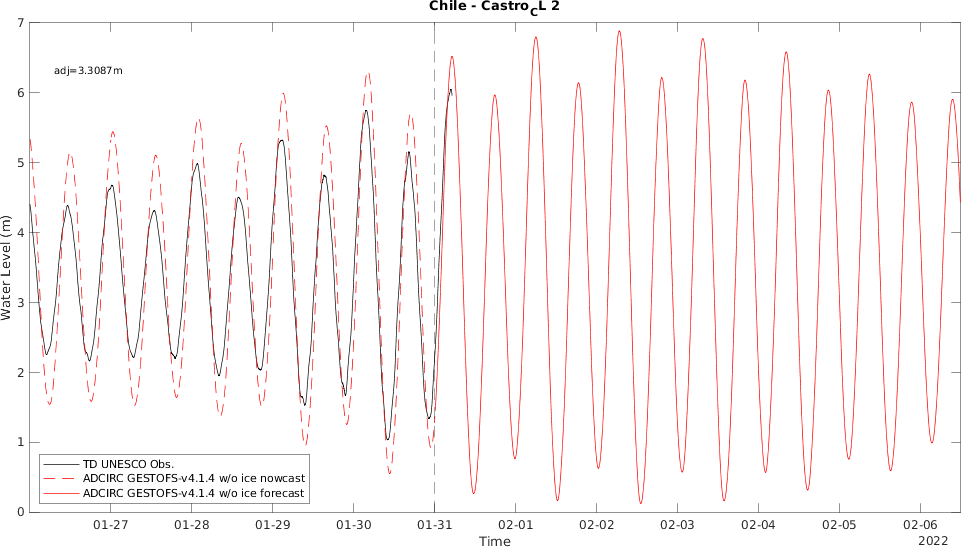 Chile - Castro_CL 2
7
adj=3.3087m
6
5
4
3
2
1
0
Water Level (m)
TD UNESCO Obs.
ADCIRC GESTOFS-v4.1.4 w/o ice nowcast
ADCIRC GESTOFS-v4.1.4 w/o ice forecast
01-27 01-28 01-29 01-30 01-31 02-01 02-02 02-03 02-04 02-05 02-06
Time
2022